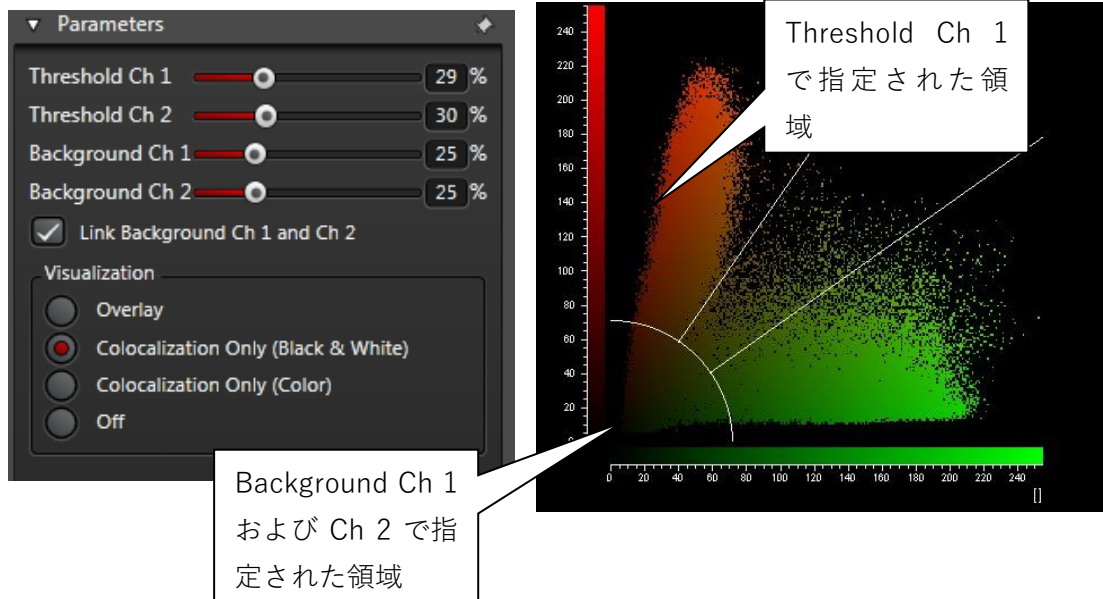 Parameters
Threshold Ch 1 29 %
Threshold Ch 2 30 %
Background Ch 1 25 %
Background Ch 2 25 %
Link Background Ch 1 and Ch 2
Visualization
Overlay
Colocalization Only (Black & White)
Colocalization Only (Color)
Off
Threshold Ch 1
で指定された領
域
240
220
200
180
160
140
120
100
80
60
40
20
0
0 20 40 60 80 100 120 140 160 180 200 220 240
[]
Background Ch 1
および Ch 2 で指
定された領域